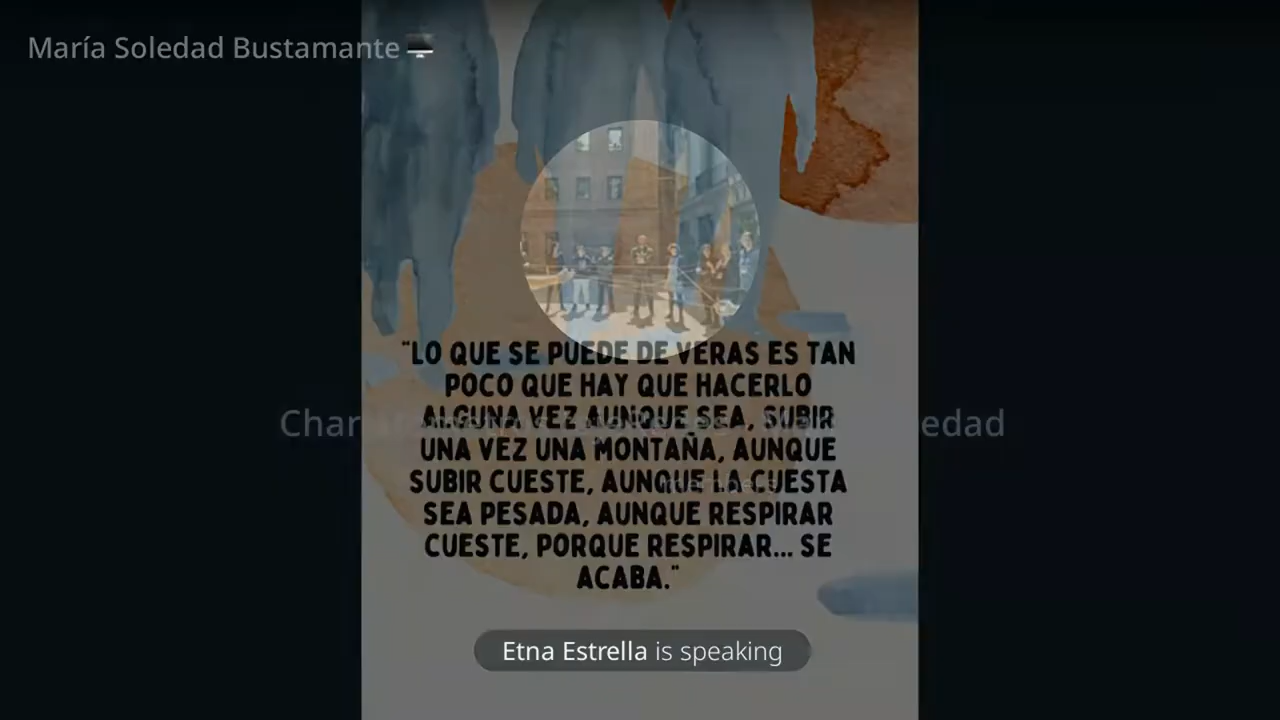 María Soledad Bustamante
"LO QUE SE PUEDE DE VERAS ES TAN
POCO QUE HAY QUE HACERLO
ALGUNA VEZ AUNQUE SEA, SUBIR
UNA VEZ UNA MONTAÑA, AUNQUE
SUBIR CUESTE, AUNQUE LA CUESTA
SEA PESADA, AUNQUE RESPIRAR
CUESTE, PORQUE RESPIRAR... SE
ACABA."
members
Etna Estrella is speaking